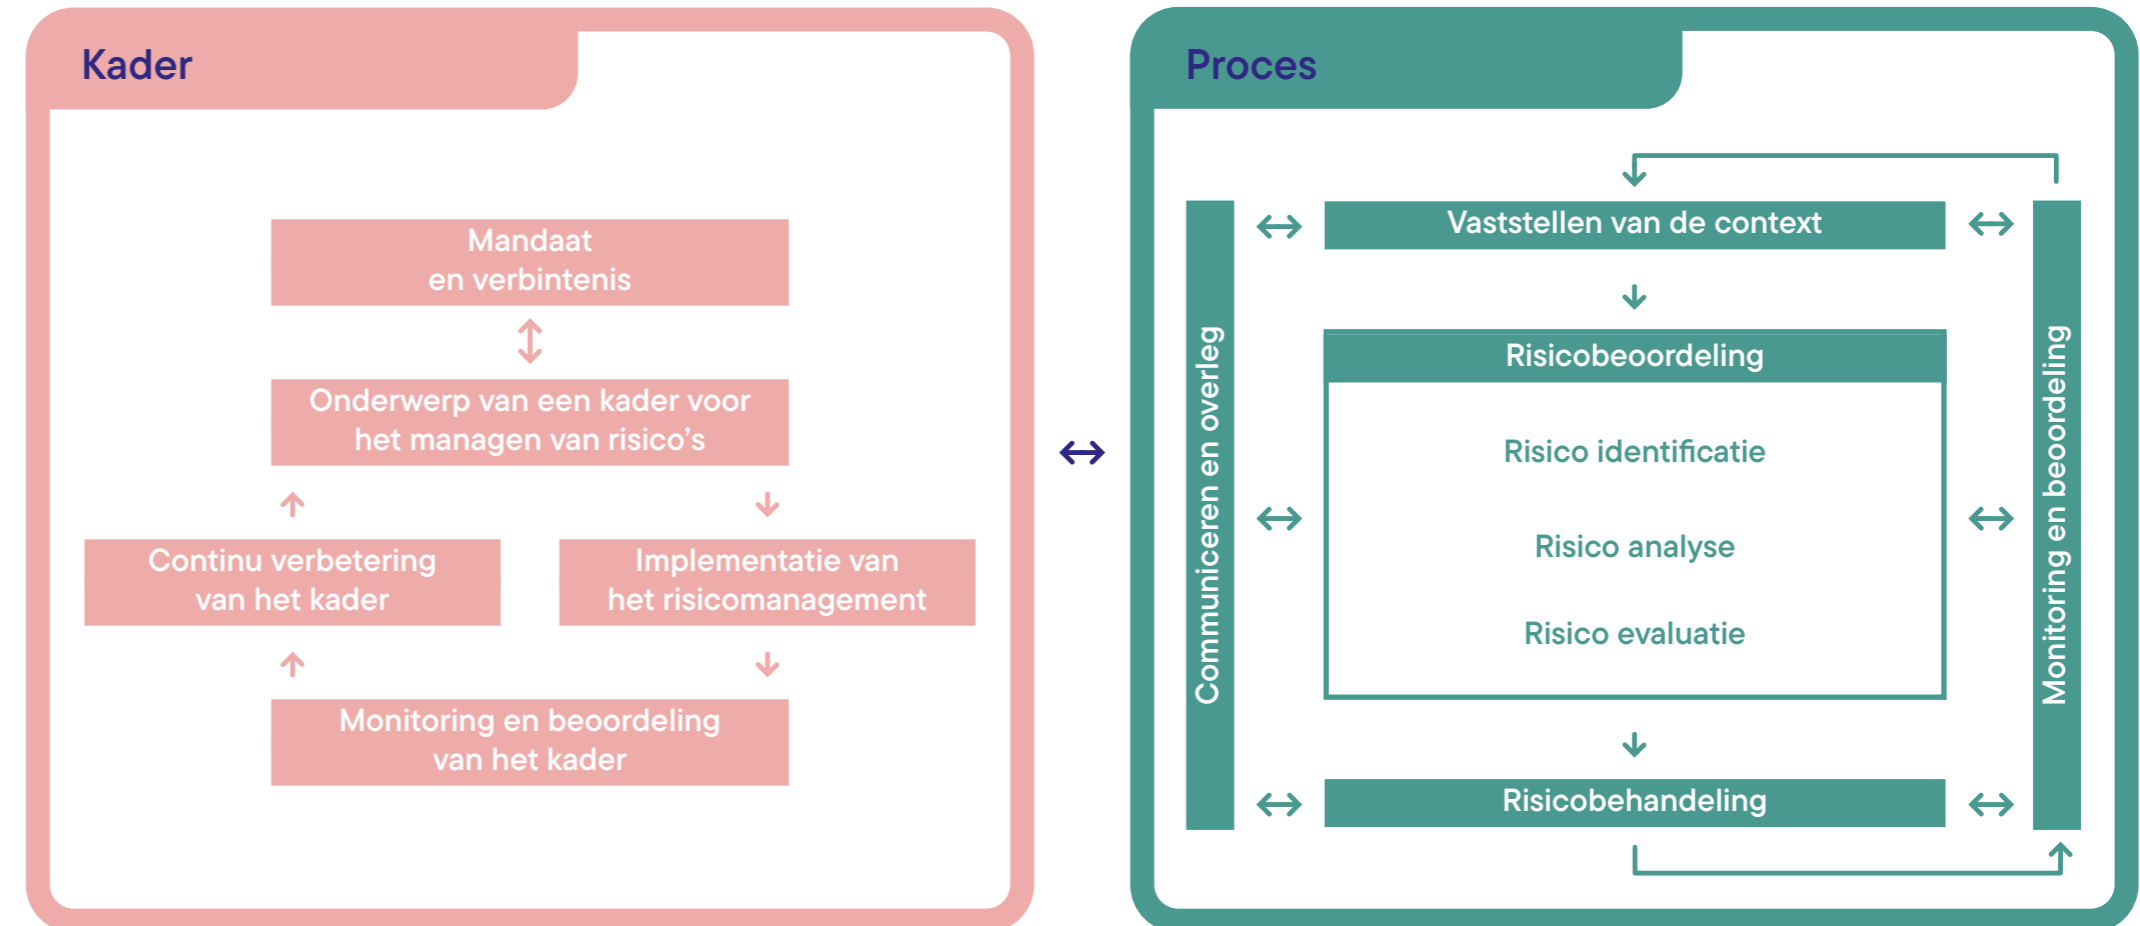 Kader
Mandaat
en verbintenis
Onderwerp van een kader voor
het managen van risico's
Continu verbetering
van het kader
Implementatie van
het risicomanagement
Monitoring en beoordeling
van het kader
Proces
Communiceren en overleg
Vaststellen van de context
Risicobeoordeling
Risico identificatie
Risico analyse
Risico evaluatie
Risicobehandeling
Monitoring en beoordeling